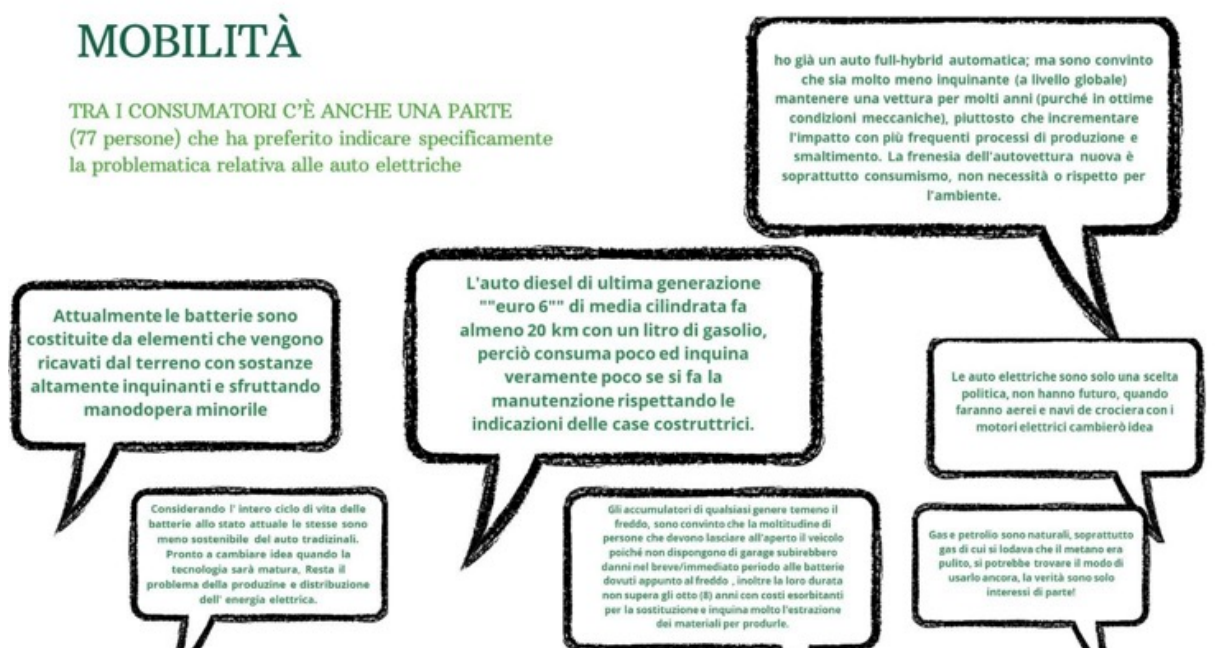 MOBILITÀ
TRA I CONSUMATORI C'È ANCHE UNA PARTE
(77 persone) che ha preferito indicare specificamente
la problematica relativa alle auto elettriche
ho già un auto full-hybrid automatica; ma sono convinto
che sia molto meno inquinante (a livello globale)
mantenere una vettura per molti anni (purché in ottime
condizioni meccaniche), piuttosto che incrementare
l'impatto con più frequenti processi di produzione e
smaltimento. La frenesia dell'autovettura nuova è
soprattutto consumismo, non necessità o rispetto per
l'ambiente.
Attualmente le batterie sono
costituite da elementi che vengono
ricavati dal terreno con sostanze
altamente inquinanti e sfruttando
manodopera minorile
L'auto diesel di ultima generazione
""euro 6"" di media cilindrata fa
almeno 20 km con un litro di gasolio,
perciò consuma poco ed inquina
veramente poco se si fa la
manutenzione rispettando le
indicazioni delle case costruttrici.
Le auto elettriche sono solo una scelta
politica, non hanno futuro, quando
faranno aerei e navi de crociera con i
motori elettrici cambierò idea
Considerando l' intero ciclo di vita delle
batterie allo stato attuale le stesse sono
meno sostenibile del auto tradizinali.
Pronto a cambiare idea quando la
tecnologia sarà matura, Resta il
problema della produzine e distribuzione
dell' energia elettrica.
Gli accumulatori di qualsiasi genere temeno il
freddo, sono convinto che la moltitudine di
persone che devono lasciare all'aperto il veicolo
poiché non dispongono di garage subirebbero
danni nel breve/immediato periodo alle batterie
dovuti appunto al freddo , inoltre la loro durata
non supera gli otto (8) anni con costi esorbitanti
per la sostituzione e inquina molto l'estrazione
dei materiali per produrle.
Gas e petrolio sono naturali, soprattutto
gas di cui si lodava che il metano era
pulito, si potrebbe trovare il modo di
usarlo ancora, la verità sono solo
interessi di parte!